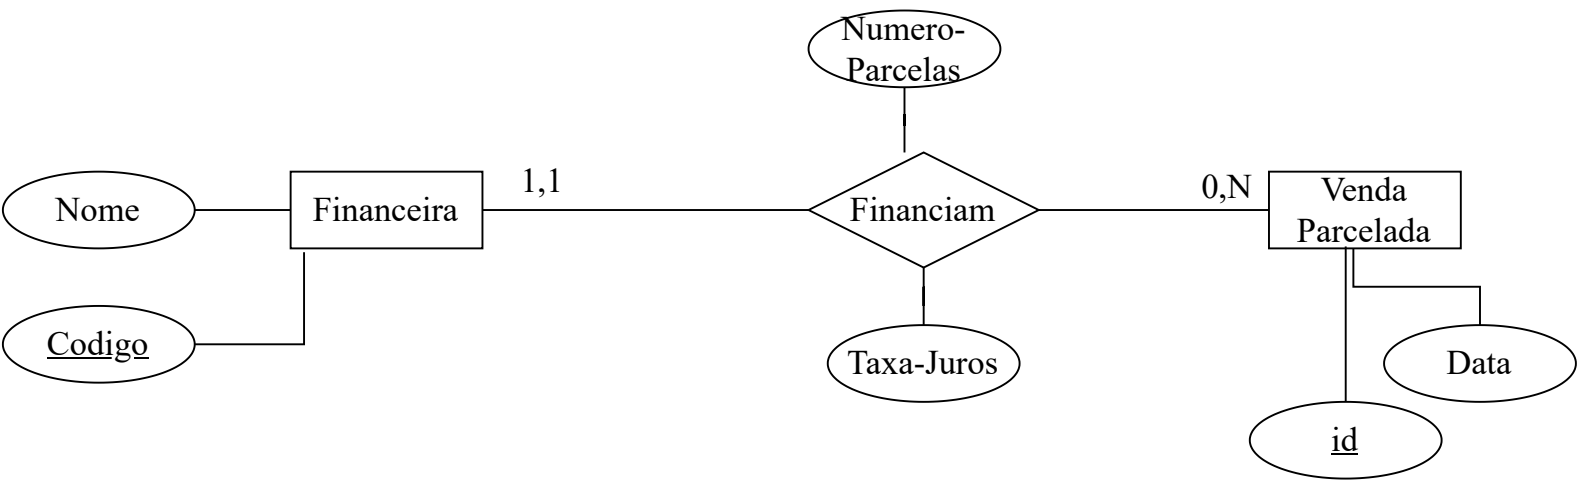 Numero-
Parcelas
1,1
0,N
Nome
Financeira
Financiam
Venda
Parcelada
Codigo
Taxa-Juros
Data
id